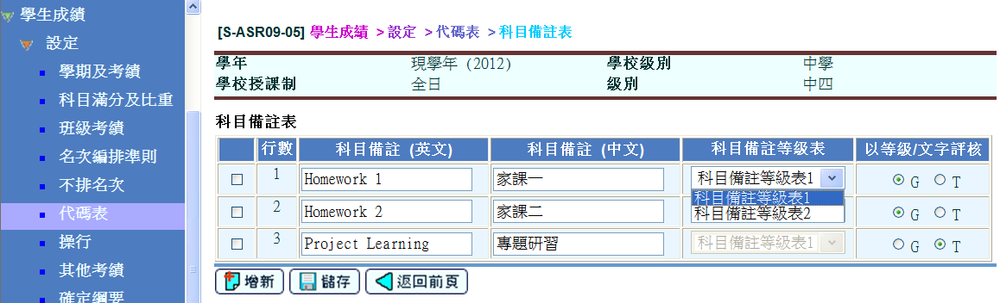 學生成績
設定
學期及考績
科目滿分及比重
班級考績
名次編排準則
不排名次
代碼表
操行
其他考績
確定綱要
[S-ASR09-05] 學生成績 > 設定 > 代碼表 > 科目備註表
學年 現學年 (2012) 學校級別 中學
學校授課制 全日 級別 中四
科目備註表
行數 科目備註 (英文) 科目備註 (中文) 科目備註等級表 以等級/文字評核
1 Homework 1 家課一 科目備註等級表1 G T
科目備註等級表1
科目備註等級表2
2 Homework 2 家課二 G T
3 Project Learning 專題研習 科目備註等級表1 G T
增新 儲存 返回前頁